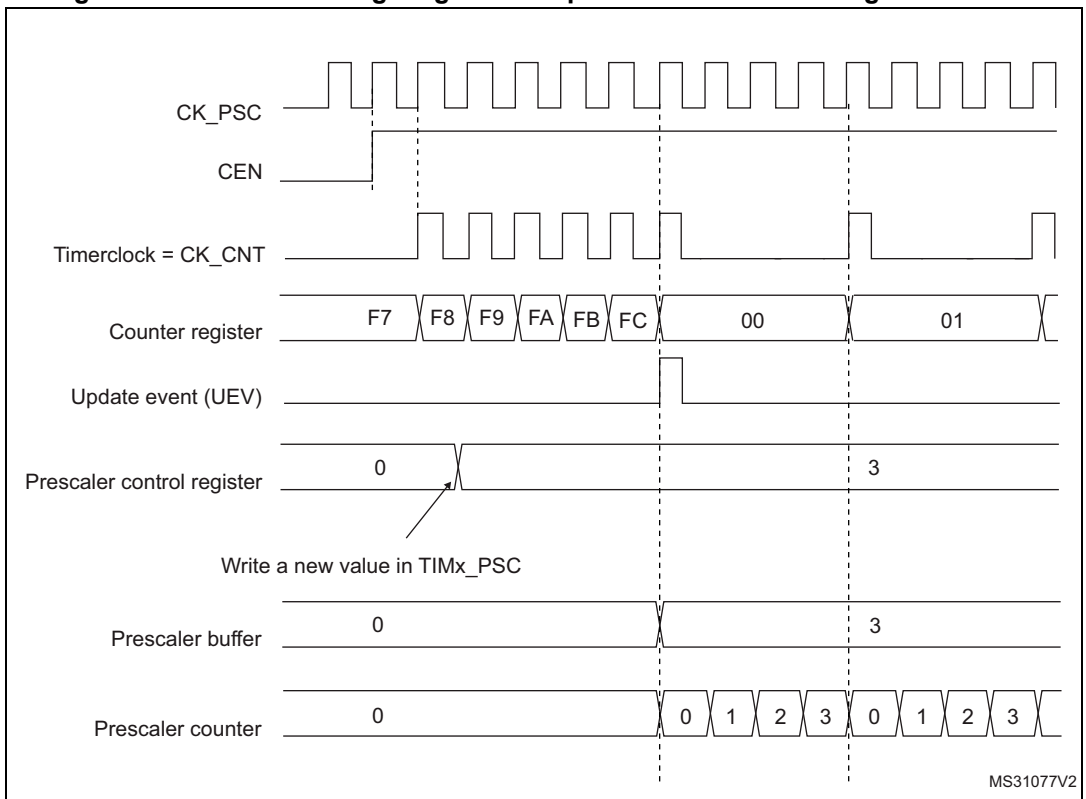 CK_PSC
CEN
Timerclock = CK_CNT
Counter register F7 F8 F9 FA FB FC 00 01
Update event (UEV)
Prescaler control register 0 3
Write a new value in TIMx_PSC
Prescaler buffer 0 3
Prescaler counter 0 0 1 2 3 0 1 2 3
MS31077V2